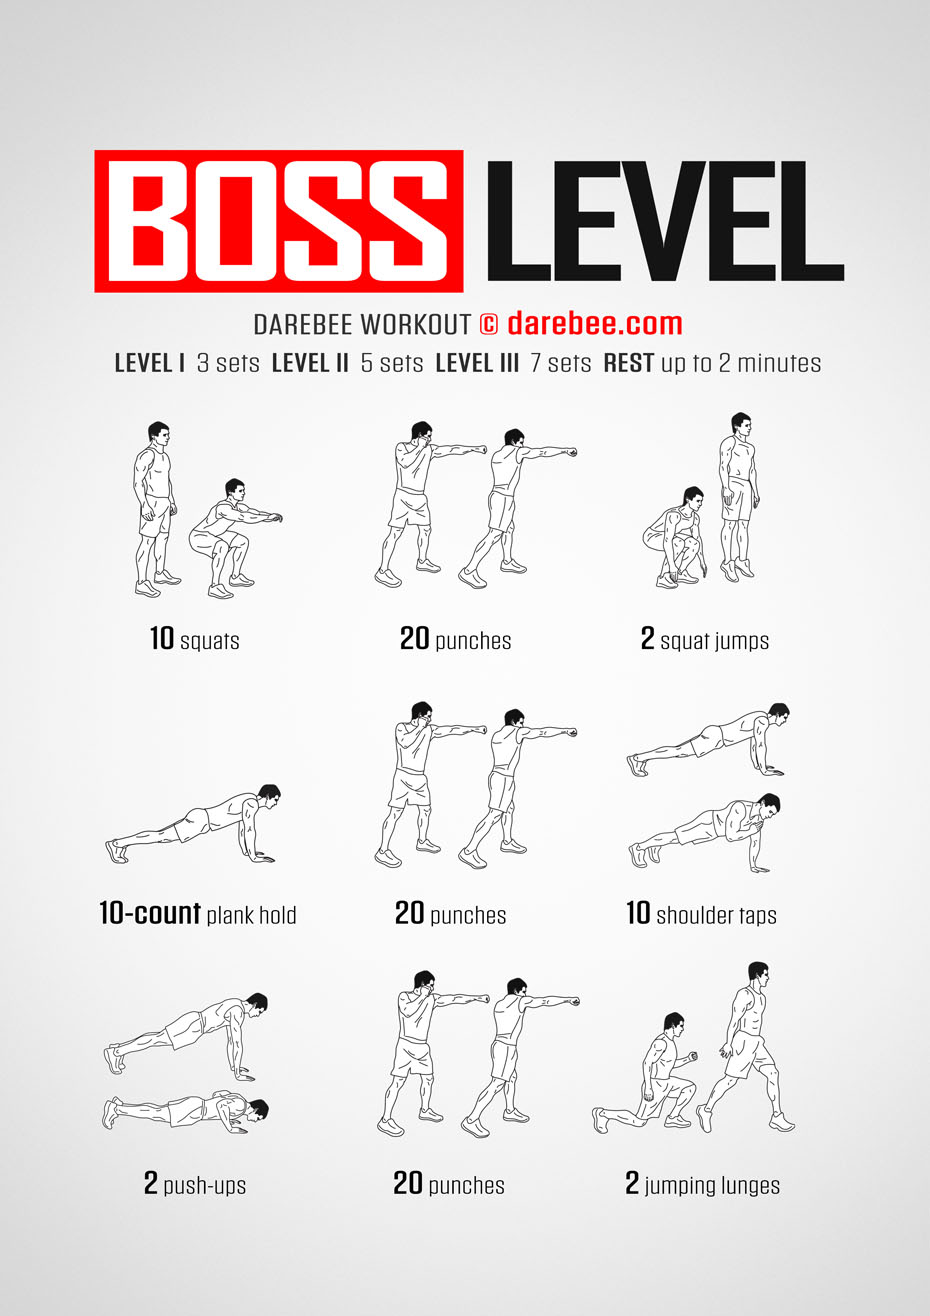 BOSS LEVEL
DAREBEE WORKOUT © darebee.com
LEVEL I 3 sets LEVEL II 5 sets LEVEL III 7 sets REST up to 2 minutes
10 squats
20 punches
2 squat jumps
10-count plank hold
20 punches
10 shoulder taps
2 push-ups
20 punches
2 jumping lunges